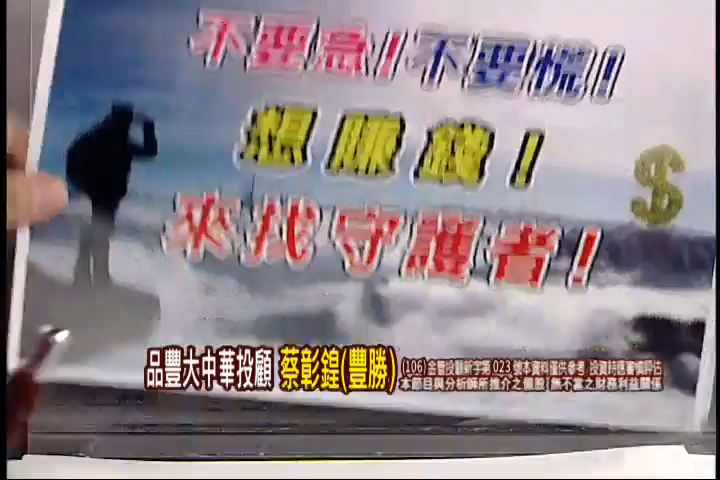 不要急!不要慌!
想賺錢!
$
來找守護者!
品豐大中華投顧 蔡彰鍠(豐勝)
(106)金管投顧新字第 023 號本資料僅供參考 投資時應審慎評估
本節目與分析師所推介之個股 無不當之財務利益關係